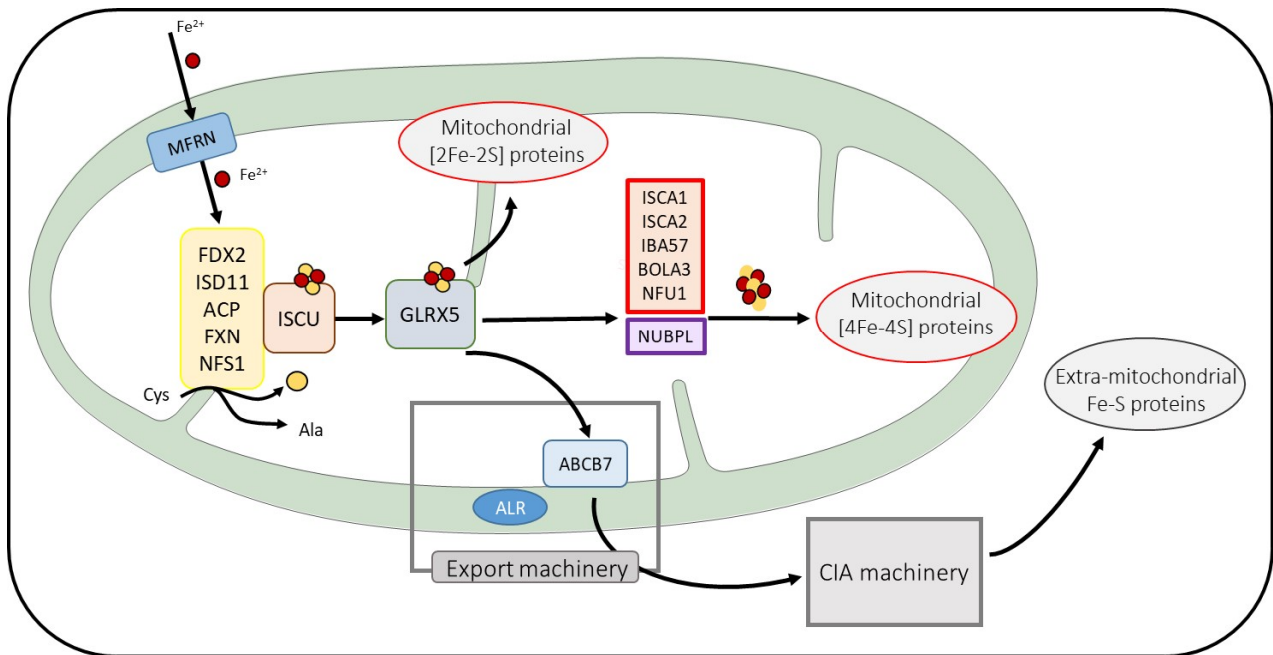 Fe²⁺
MFRN
Fe²⁺
Mitochondrial
[2Fe-2S] proteins
FDX2
ISD11
ACP
FXN
NFS1
ISCU
GLRX5
ISCA1
ISCA2
IBA57
BOLA3
NFU1
NUBPL
Mitochondrial
[4Fe-4S] proteins
Cys
Ala
ABCB7
ALR
Export machinery
CIA machinery
Extra-mitochondrial
Fe-S proteins